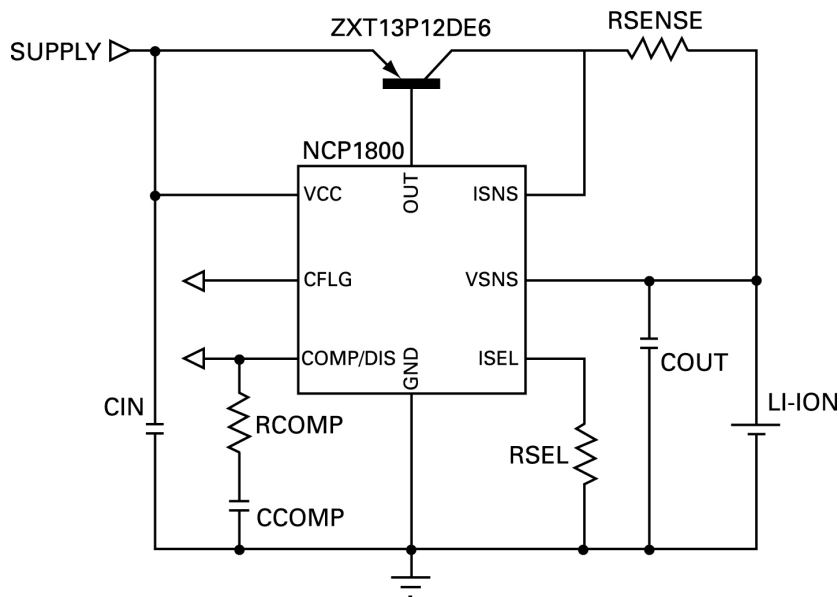 RSENSE
ZXT13P12DE6
SUPPLY
NCP1800
VCC
OUT
ISNS
CFLG
VSNS
COMP/DIS
GND
ISEL
COUT
CIN
LI-ION
RCOMP
RSEL
CCOMP